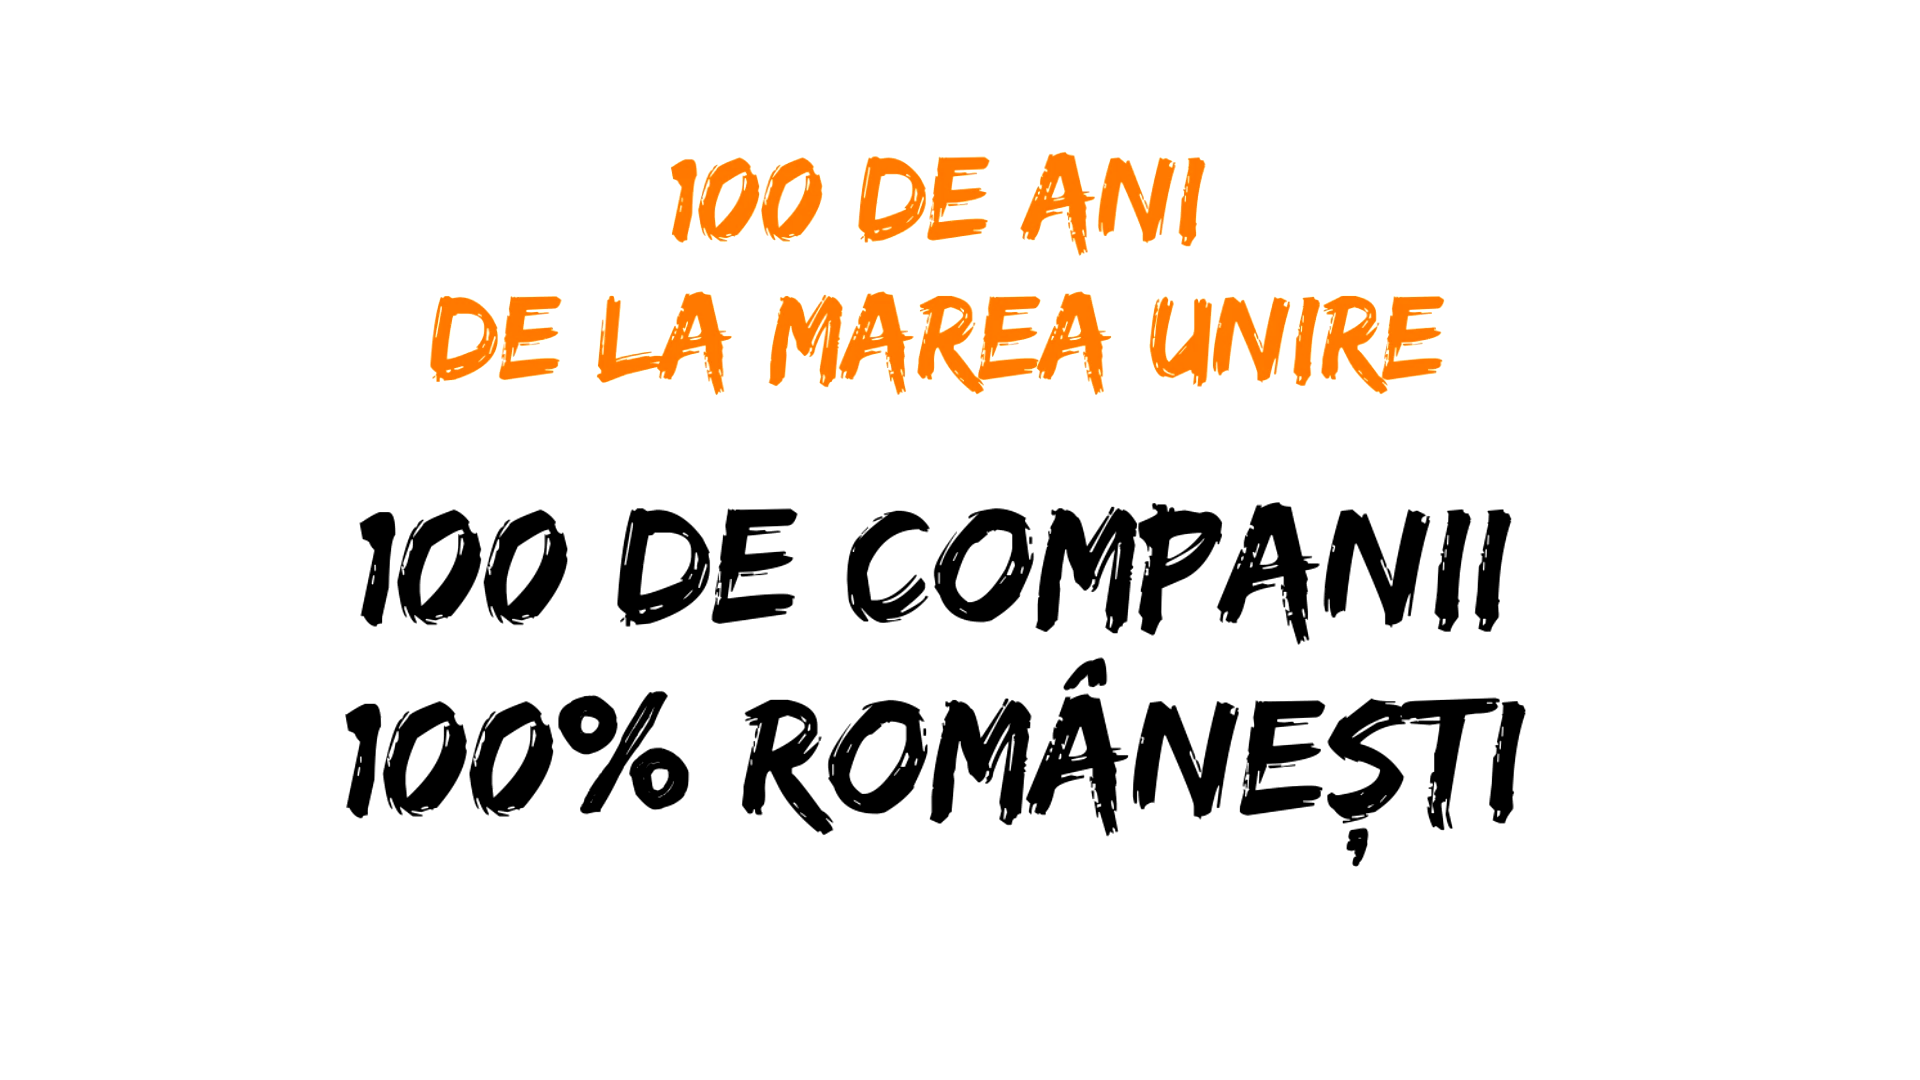 100 DE ANI
DE LA MAREA UNIRE
100 DE COMPANII
100% ROMÂNEȘTI